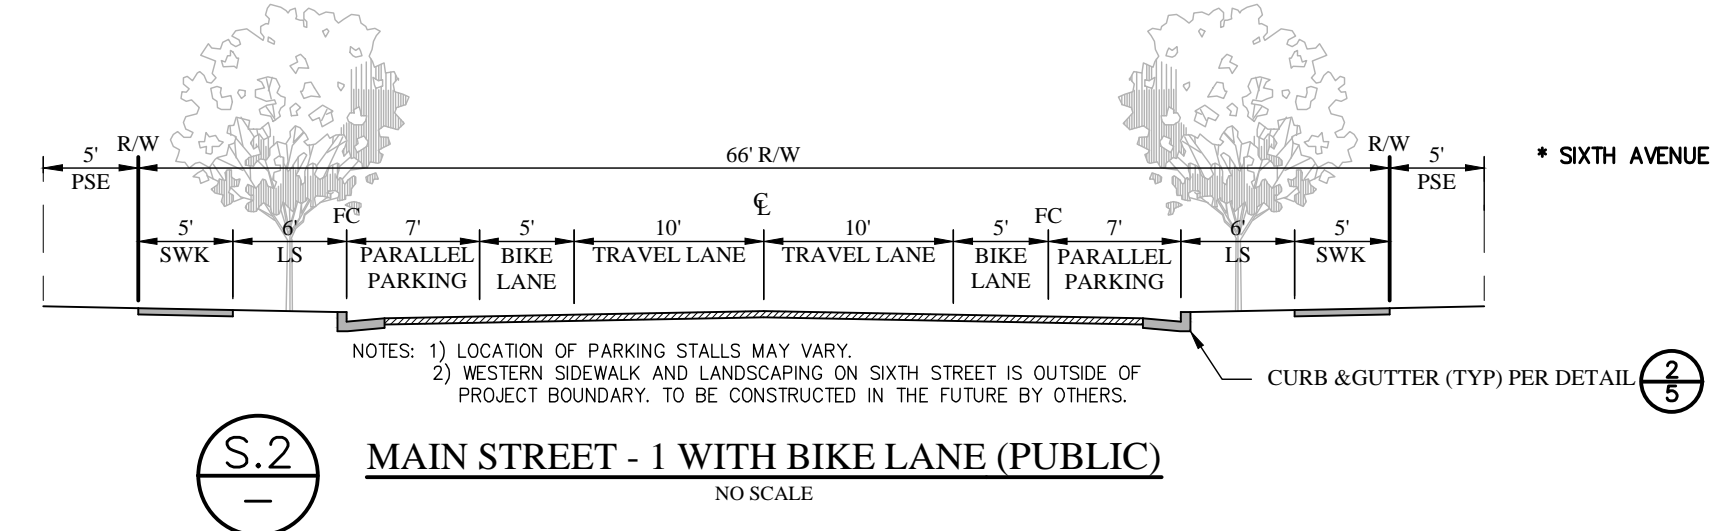 R/W
R/W
5'
66' R/W
5'
* SIXTH AVENUE
PSE
PSE
℄
FC
FC
5'
6'
7'
5'
10'
10'
5'
7'
6'
5'
SWK
LS
PARALLEL
PARKING
BIKE
LANE
TRAVEL LANE
TRAVEL LANE
BIKE
LANE
PARALLEL
PARKING
LS
SWK
NOTES: 1) LOCATION OF PARKING STALLS MAY VARY.
2) WESTERN SIDEWALK AND LANDSCAPING ON SIXTH STREET IS OUTSIDE OF
PROJECT BOUNDARY. TO BE CONSTRUCTED IN THE FUTURE BY OTHERS.
CURB &GUTTER (TYP) PER DETAIL
2
5
S.2
–
MAIN STREET - 1 WITH BIKE LANE (PUBLIC)
NO SCALE